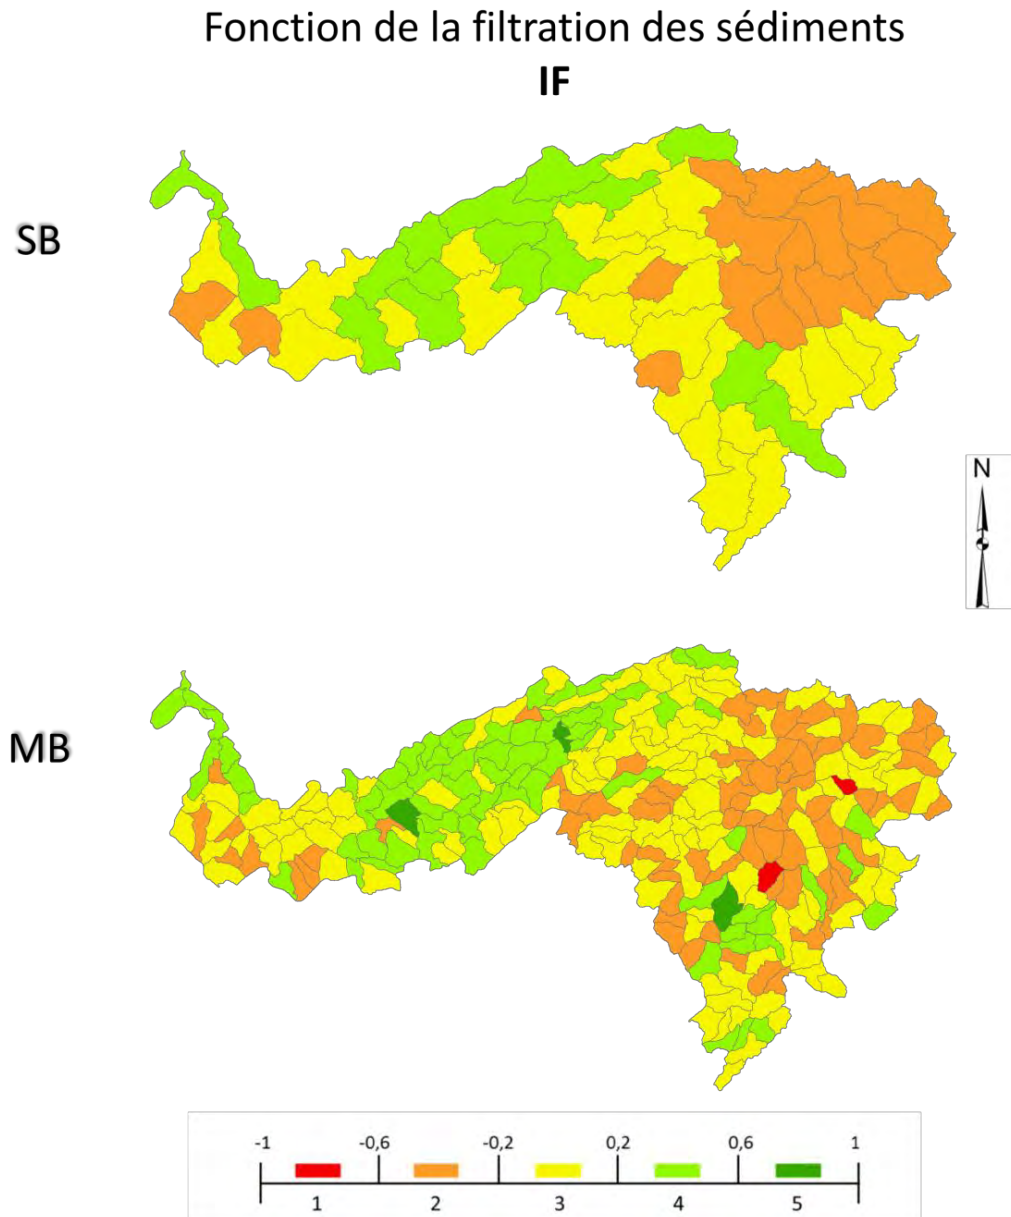 Fonction de la filtration des sédiments
IF
SB
N
MB
-1 -0,6 -0,2 0,2 0,6 1
1 2 3 4 5